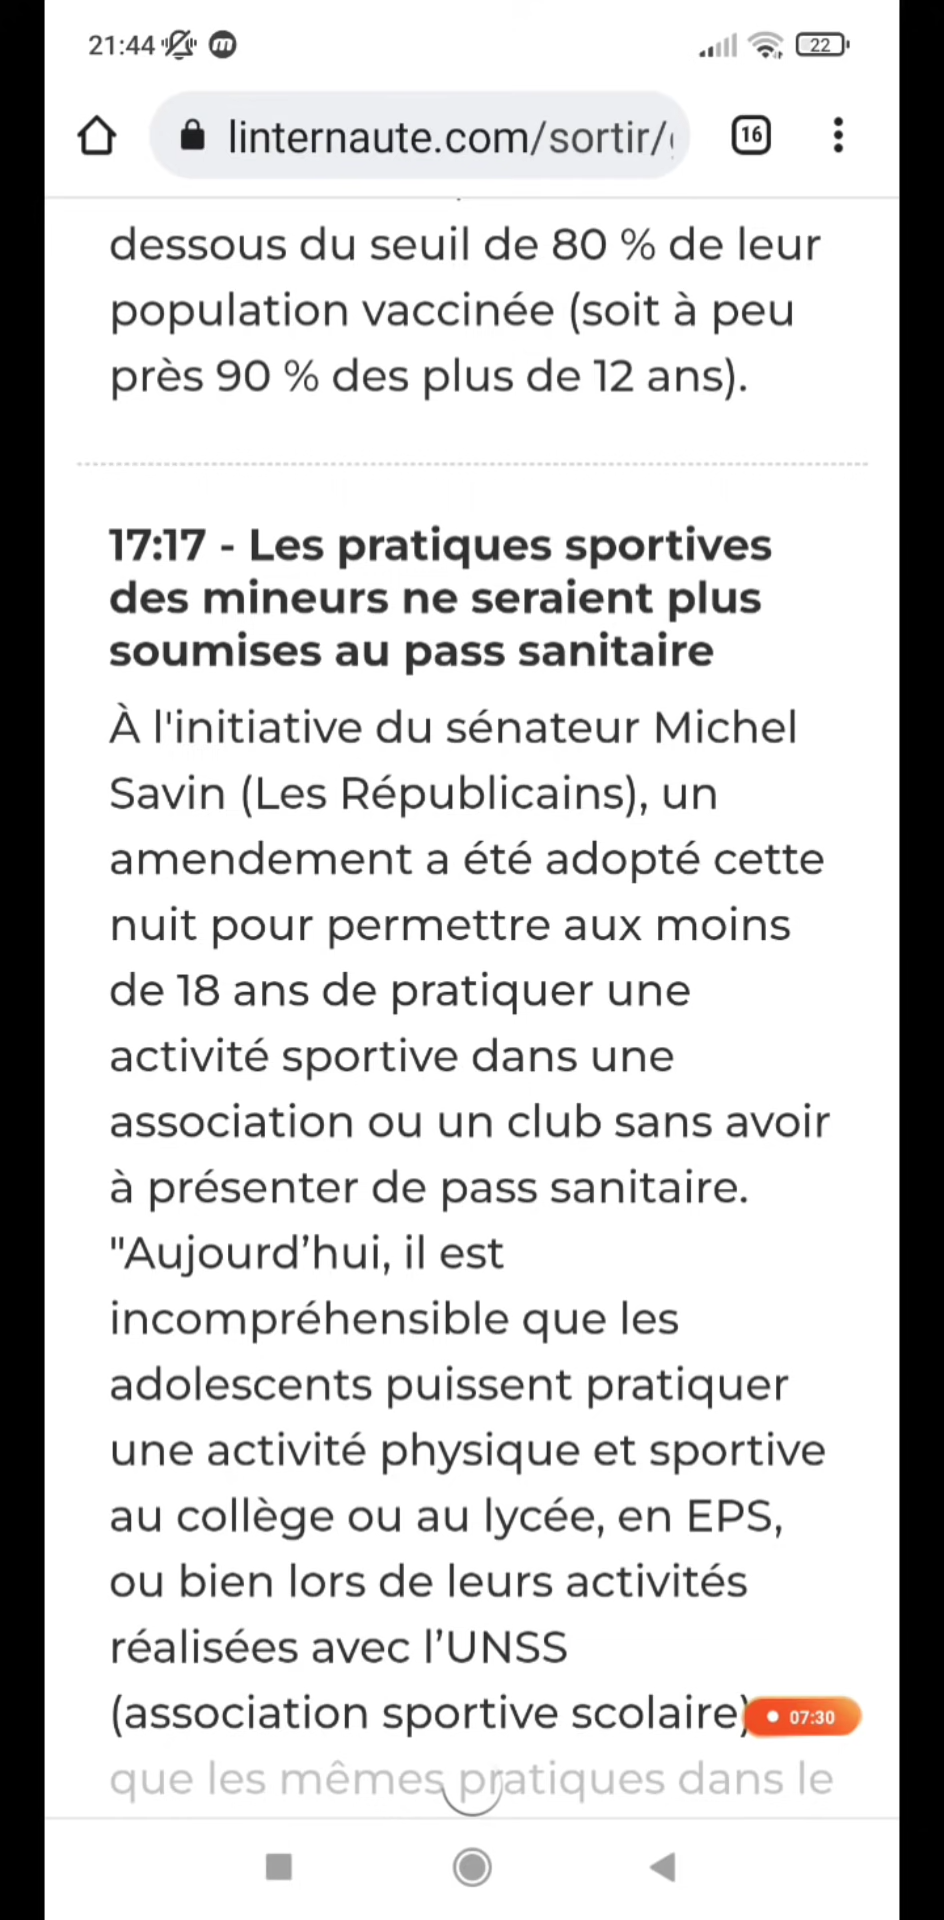 21:44
22
linternaute.com/sortir/
16
dessous du seuil de 80 % de leur
population vaccinée (soit à peu
près 90 % des plus de 12 ans).
17:17 - Les pratiques sportives
des mineurs ne seraient plus
soumises au pass sanitaire
À l'initiative du sénateur Michel
Savin (Les Républicains), un
amendement a été adopté cette
nuit pour permettre aux moins
de 18 ans de pratiquer une
activité sportive dans une
association ou un club sans avoir
à présenter de pass sanitaire.
"Aujourd’hui, il est
incompréhensible que les
adolescents puissent pratiquer
une activité physique et sportive
au collège ou au lycée, en EPS,
ou bien lors de leurs activités
réalisées avec l’UNSS
(association sportive scolaire)
07:30
que les mêmes pratiques dans le